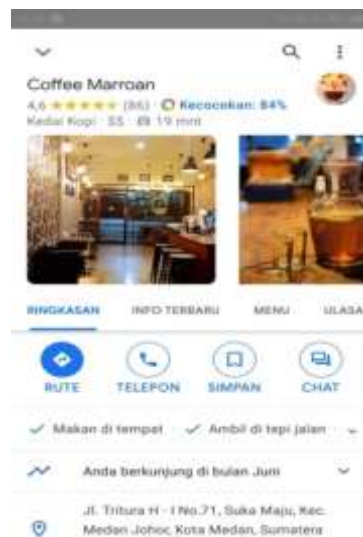 Coffee Marroan
4,6 (86) · Kecocokan: 84%
Kedai Kopi · $$ · 19 mnt
RINGKASAN INFO TERBARU MENU ULASA
RUTE TELEPON SIMPAN CHAT
Makan di tempat · Ambil di tepi jalan
Anda berkunjung di bulan Juni
Jl. Tritura H - I No.71, Suka Maju, Kec.
Medan Johor, Kota Medan, Sumatera